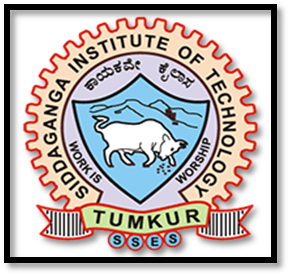 SIDDAGANGA INSTITUTE OF TECHNOLOGY
ಕಾಯಕವೇ ಕೈಲಾಸ
WORK IS WORSHIP
TUMKUR
SSES